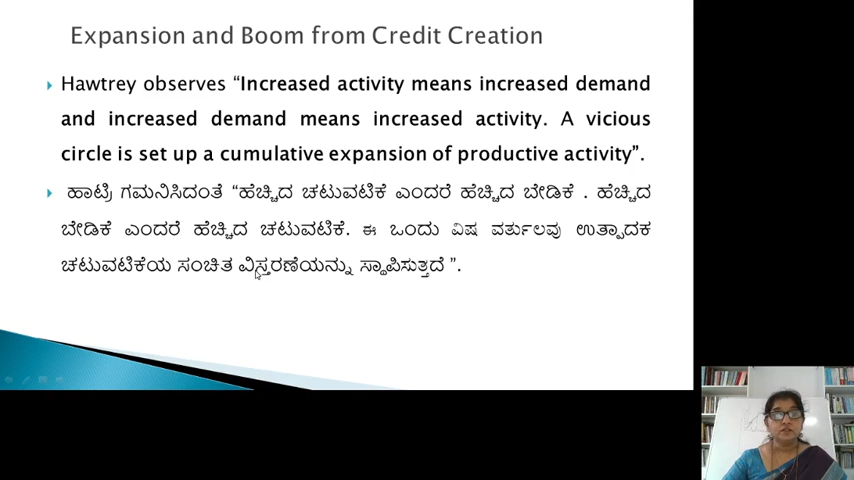 Expansion and Boom from Credit Creation
Hawtrey observes “Increased activity means increased demand
and increased demand means increased activity. A vicious
circle is set up a cumulative expansion of productive activity”.
ಹಾಟ್ರಿ ಗಮನಿಸಿದಂತೆ “ಹೆಚ್ಚಿದ ಚಟುವಟಿಕೆ ಎಂದರೆ ಹೆಚ್ಚಿದ ಬೇಡಿಕೆ . ಹೆಚ್ಚಿದ
ಬೇಡಿಕೆ ಎಂದರೆ ಹೆಚ್ಚಿದ ಚಟುವಟಿಕೆ. ಈ ಒಂದು ವಿಷ ವರ್ತುಲವು ಉತ್ಪಾದಕ
ಚಟುವಟಿಕೆಯ ಸಂಚಿತ ವಿಸ್ತರಣೆಯನ್ನು ಸ್ಥಾಪಿಸುತ್ತದೆ ”.